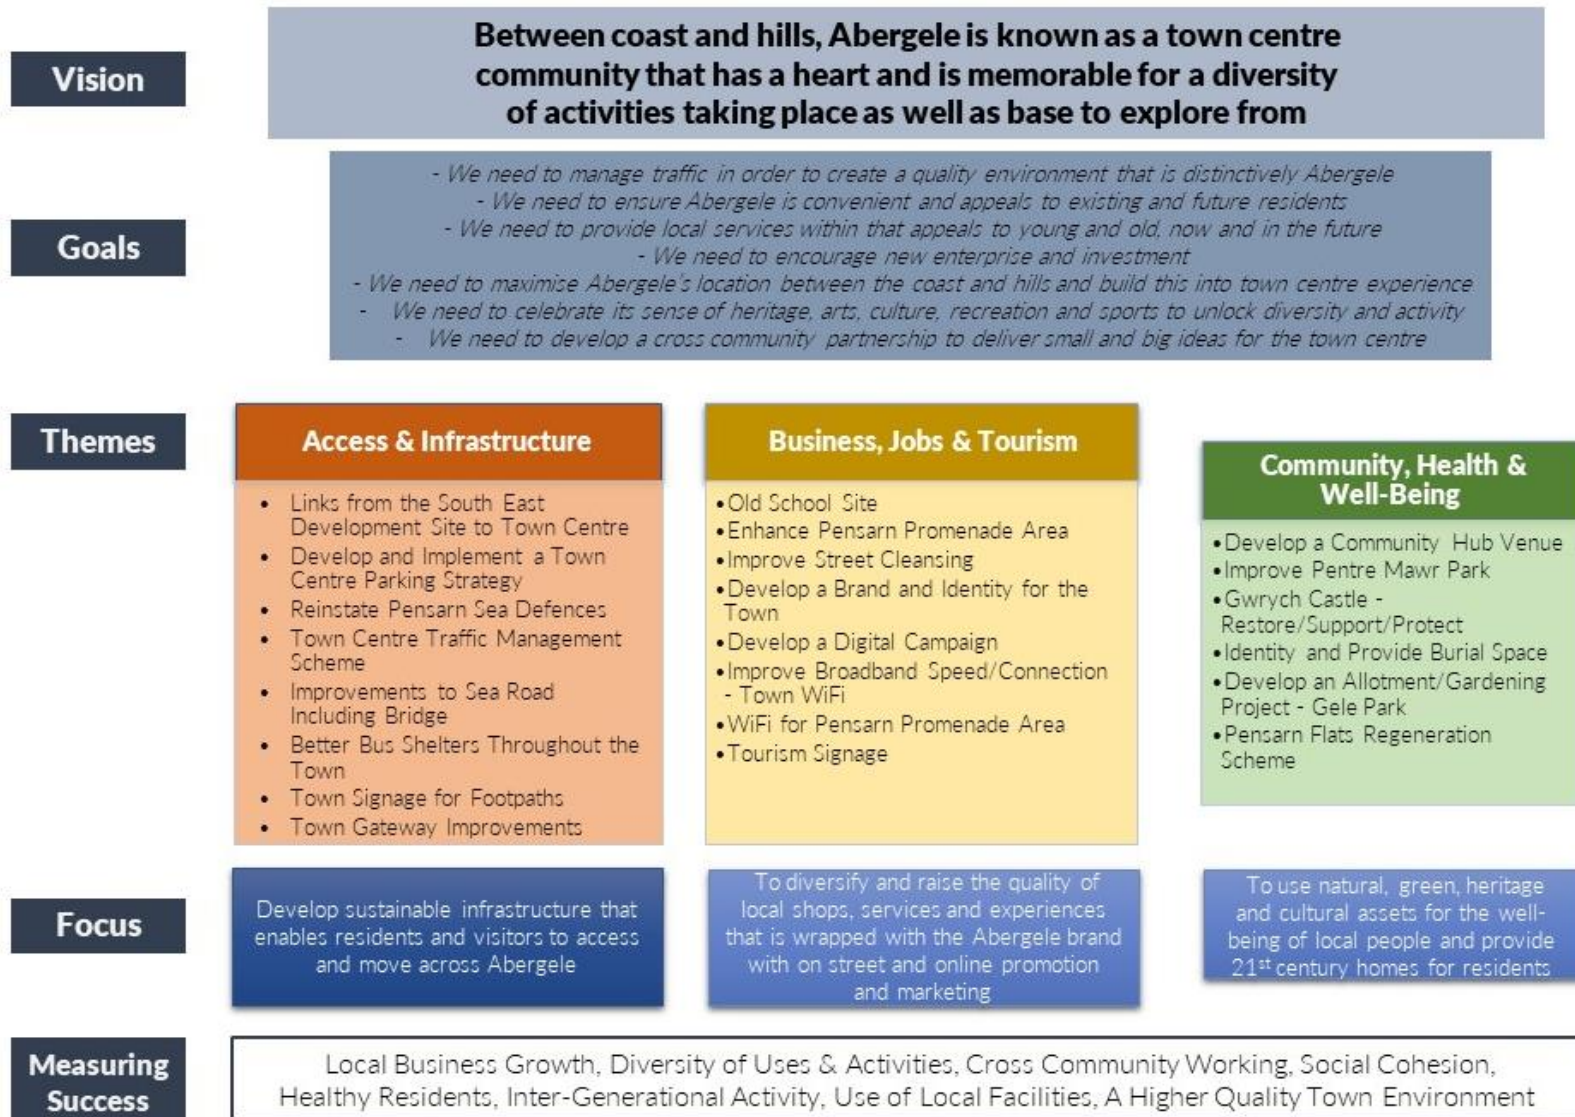 Vision
Between coast and hills, Abergele is known as a town centre
community that has a heart and is memorable for a diversity
of activities taking place as well as base to explore from
Goals
- We need to manage traffic in order to create a quality environment that is distinctively Abergele
- We need to ensure Abergele is convenient and appeals to existing and future residents
- We need to provide local services within that appeals to young and old, now and in the future
- We need to encourage new enterprise and investment
- We need to maximise Abergele's location between the coast and hills and build this into town centre experience
- We need to celebrate its sense of heritage, arts, culture, recreation and sports to unlock diversity and activity
- We need to develop a cross community partnership to deliver small and big ideas for the town centre
Themes
Access & Infrastructure
• Links from the South East
Development Site to Town Centre
• Develop and Implement a Town
Centre Parking Strategy
• Reinstate Pensarn Sea Defences
• Town Centre Traffic Management
Scheme
• Improvements to Sea Road
Including Bridge
• Better Bus Shelters Throughout the
Town
• Town Signage for Footpaths
• Town Gateway Improvements
Business, Jobs & Tourism
• Old School Site
• Enhance Pensarn Promenade Area
• Improve Street Cleansing
• Develop a Brand and Identity for the
Town
• Develop a Digital Campaign
• Improve Broadband Speed/Connection
- Town WiFi
• WiFi for Pensarn Promenade Area
• Tourism Signage
Community, Health &
Well-Being
• Develop a Community Hub Venue
• Improve Pentre Mawr Park
• Gwrych Castle -
Restore/Support/Protect
• Identity and Provide Burial Space
• Develop an Allotment/Gardening
Project - Gele Park
• Pensarn Flats Regeneration
Scheme
Focus
Develop sustainable infrastructure that
enables residents and visitors to access
and move across Abergele
To diversify and raise the quality of
local shops, services and experiences
that is wrapped with the Abergele brand
with on street and online promotion
and marketing
To use natural, green, heritage
and cultural assets for the well-
being of local people and provide
21st century homes for residents
Measuring
Success
Local Business Growth, Diversity of Uses & Activities, Cross Community Working, Social Cohesion,
Healthy Residents, Inter-Generational Activity, Use of Local Facilities, A Higher Quality Town Environment